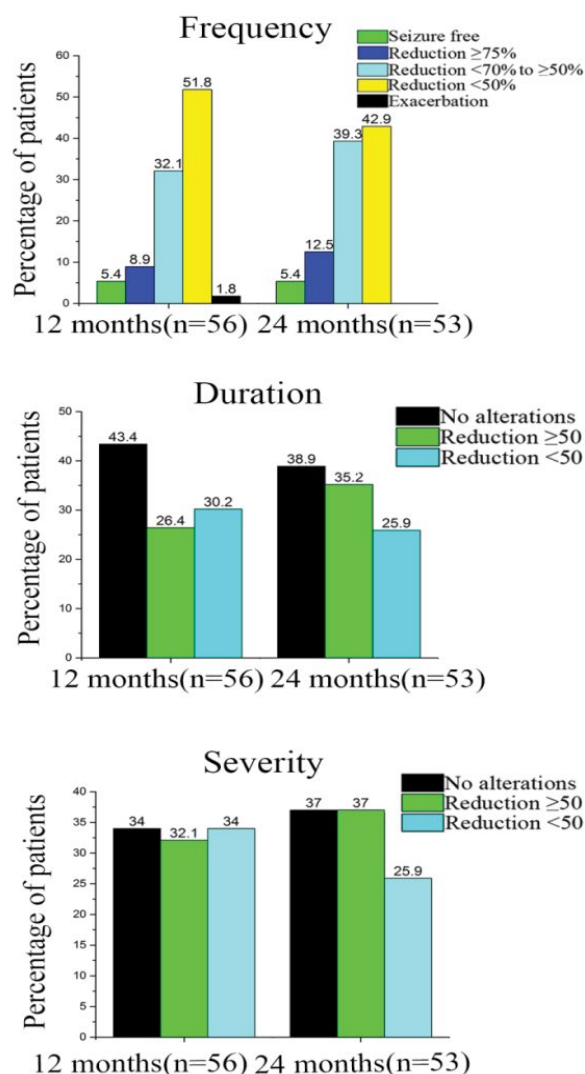 Frequency
Seizure free
Reduction ≥75%
Reduction <70% to ≥50%
Reduction <50%
Exacerbation
Percentage of patients
60
50
40
30
20
10
0
5.4
8.9
32.1
51.8
1.8
5.4
12.5
39.3
42.9
12 months(n=56) 24 months(n=53)
Duration
No alterations
Reduction ≥50
Reduction <50
Percentage of patients
50
40
30
20
10
0
43.4
26.4
30.2
38.9
35.2
25.9
12 months(n=56) 24 months(n=53)
Severity
No alterations
Reduction ≥50
Reduction <50
Percentage of patients
40
35
30
25
20
15
10
5
0
34
32.1
34
37
37
25.9
12 months(n=56) 24 months(n=53)